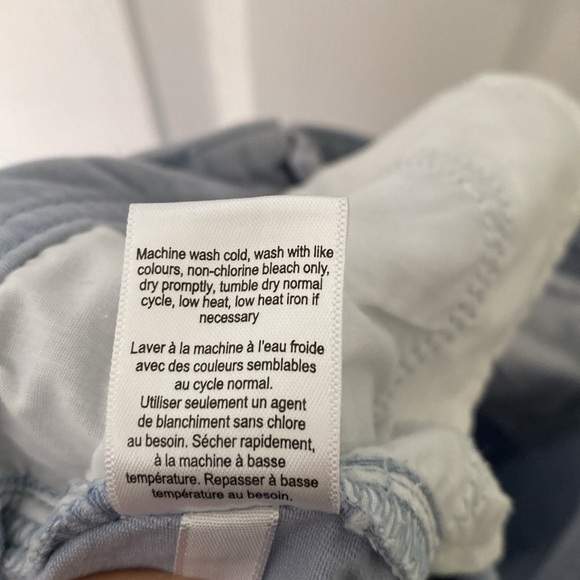 Machine wash cold, wash with like
colours, non-chlorine bleach only,
dry promptly, tumble dry normal
cycle, low heat, low heat iron if
necessary
Laver à la machine à l'eau froide
avec des couleurs semblables
au cycle normal.
Utiliser seulement un agent
de blanchiment sans chlore
au besoin. Sécher rapidement,
à la machine à basse
température. Repasser à basse
température au besoin.